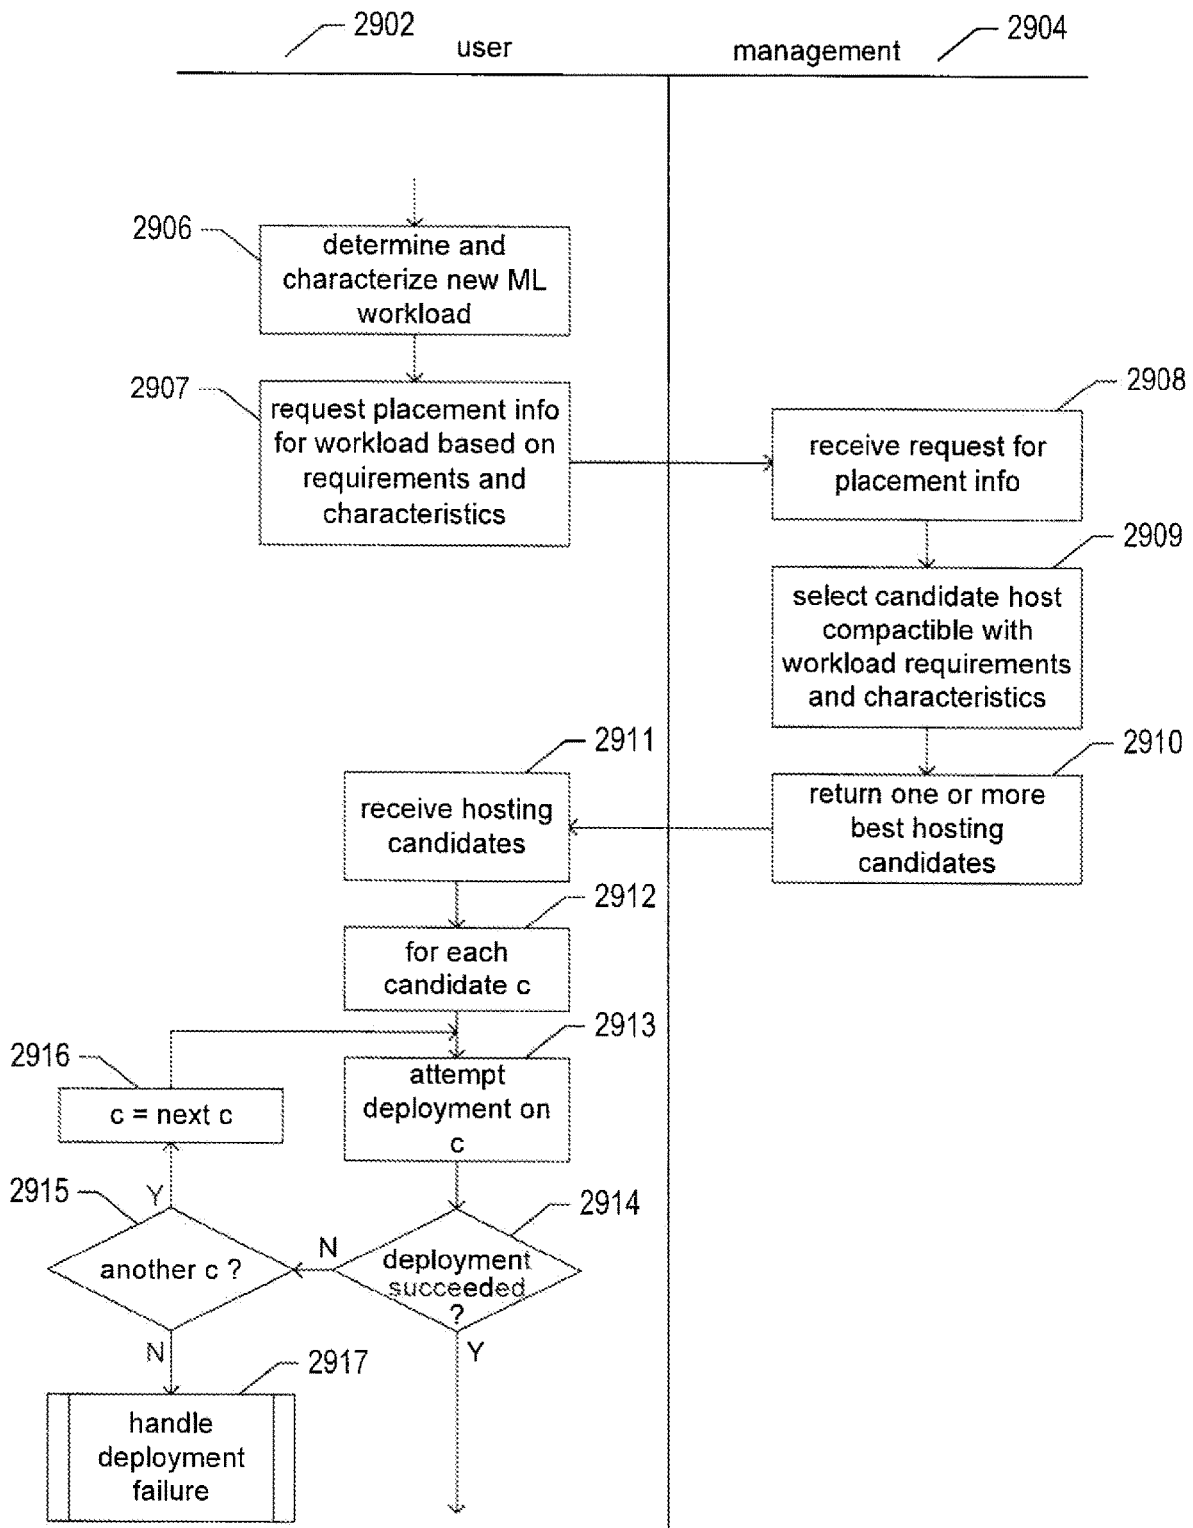 2902
user
management
2904
2906
determine and
characterize new ML
workload
2907
request placement info
for workload based on
requirements and
characteristics
2908
receive request for
placement info
2909
select candidate host
compactible with
workload requirements
and characteristics
2910
return one or more
best hosting
candidates
2911
receive hosting
candidates
2912
for each
candidate c
2913
attempt
deployment on
c
2916
c = next c
2915
Y
another c ?
N
2914
deployment
succeeded
?
N
Y
2917
handle
deployment
failure